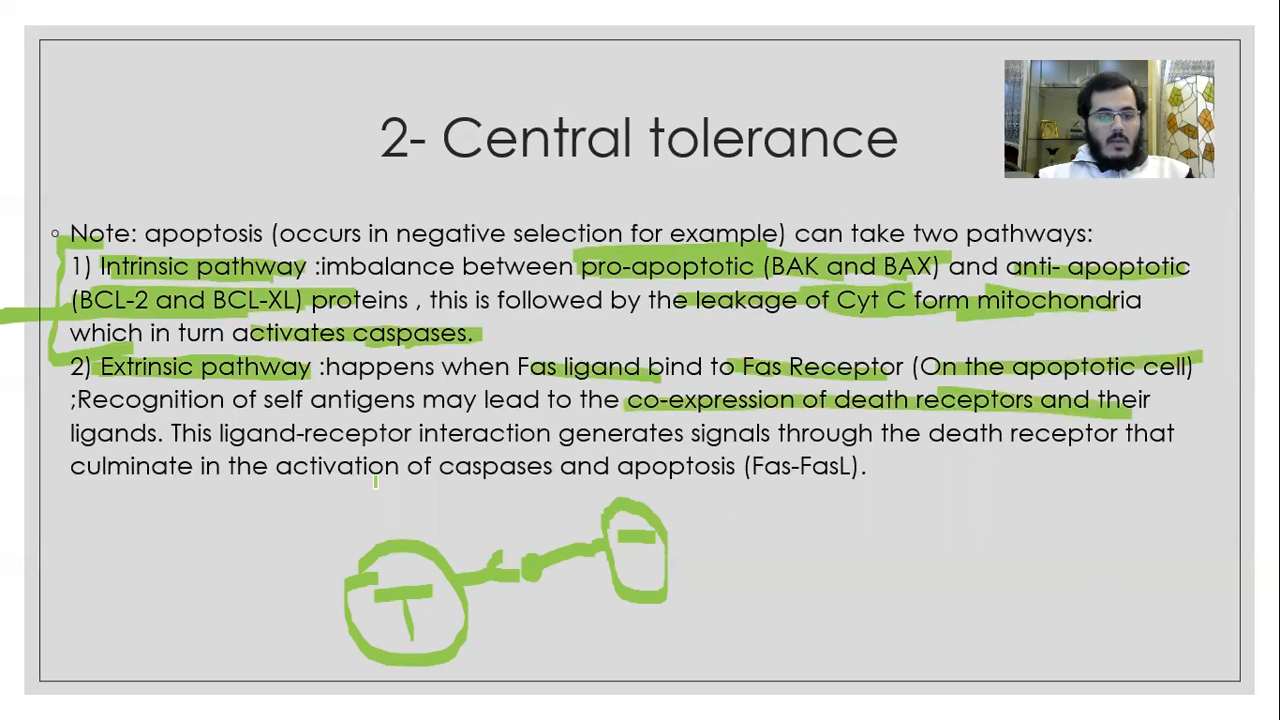 2- Central tolerance
◦ Note: apoptosis (occurs in negative selection for example) can take two pathways:
1) Intrinsic pathway :imbalance between pro-apoptotic (BAK and BAX) and anti- apoptotic
(BCL-2 and BCL-XL) proteins , this is followed by the leakage of Cyt C form mitochondria
which in turn activates caspases.
2) Extrinsic pathway :happens when Fas ligand bind to Fas Receptor (On the apoptotic cell)
;Recognition of self antigens may lead to the co-expression of death receptors and their
ligands. This ligand-receptor interaction generates signals through the death receptor that
culminate in the activation of caspases and apoptosis (Fas-FasL).
T